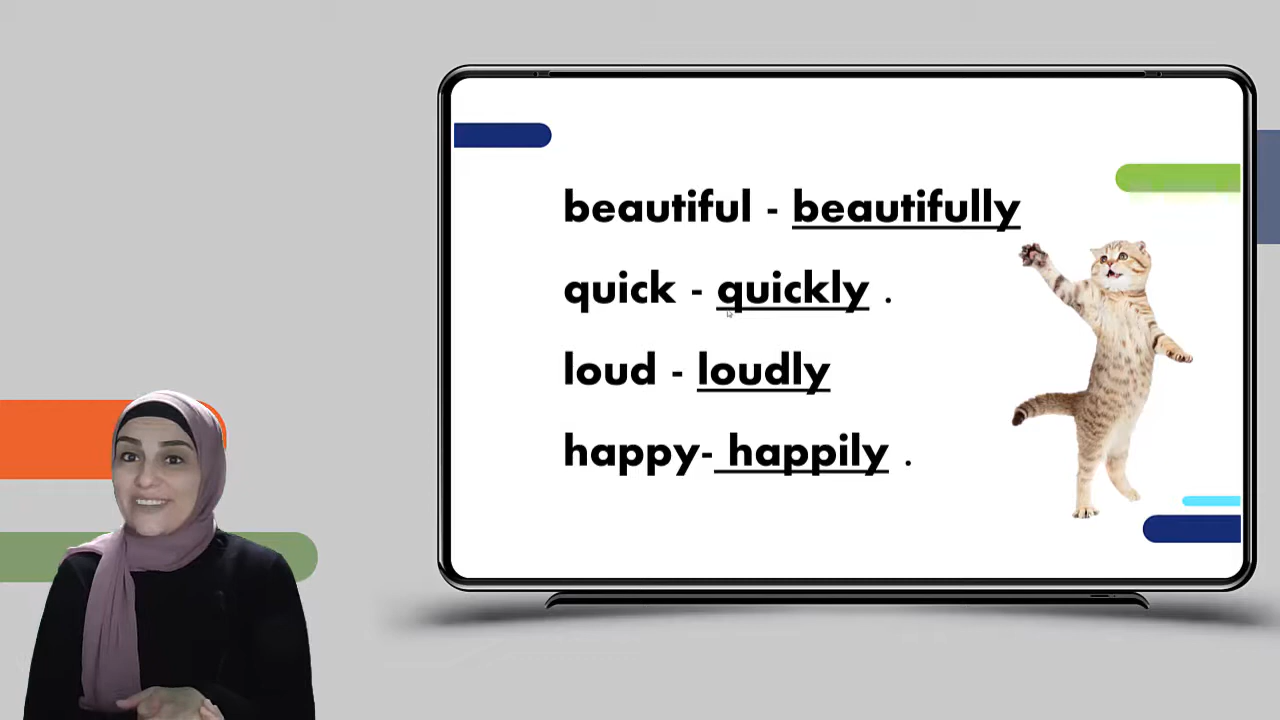 beautiful - beautifully
quick - quickly .
loud - loudly
happy- happily .